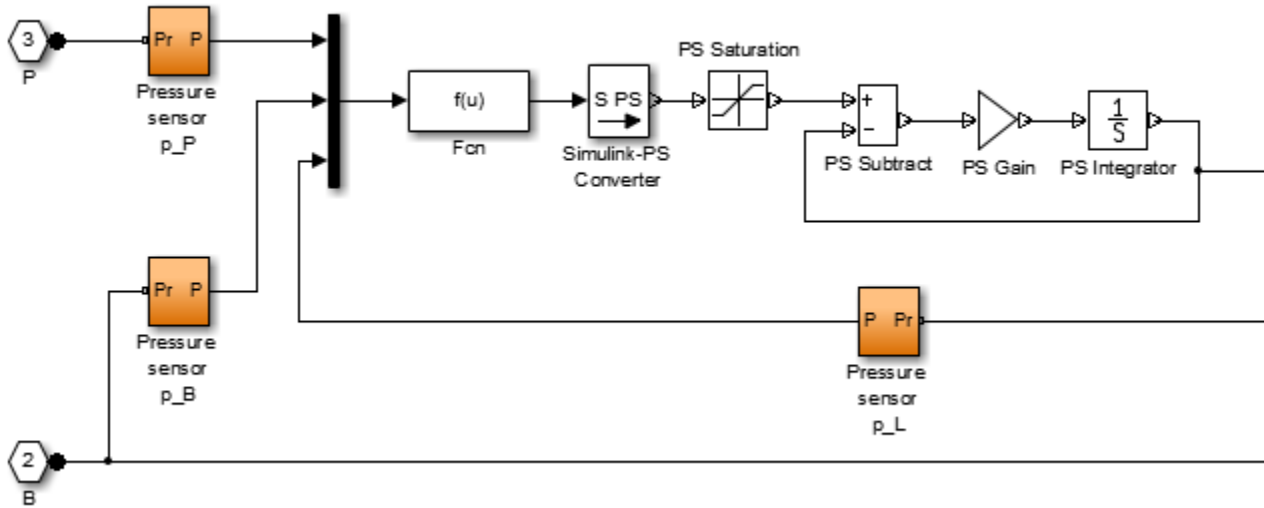 3
P
Pr P
Pressure
sensor
p_P
f(u)
Fcn
S PS
Simulink-PS
Converter
PS Saturation
+
−
PS Subtract
PS Gain
1
S
PS Integrator
Pr P
Pressure
sensor
p_B
P Pr
Pressure
sensor
p_L
2
B